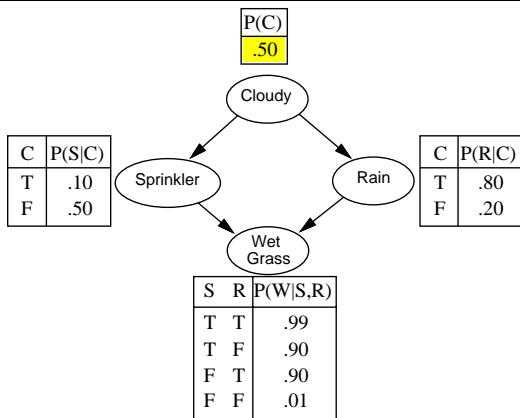 P(C)
.50
Cloudy
C P(S|C)
T .10
F .50
Sprinkler
Rain
C P(R|C)
T .80
F .20
Wet
Grass
S R P(W|S,R)
T T .99
T F .90
F T .90
F F .01